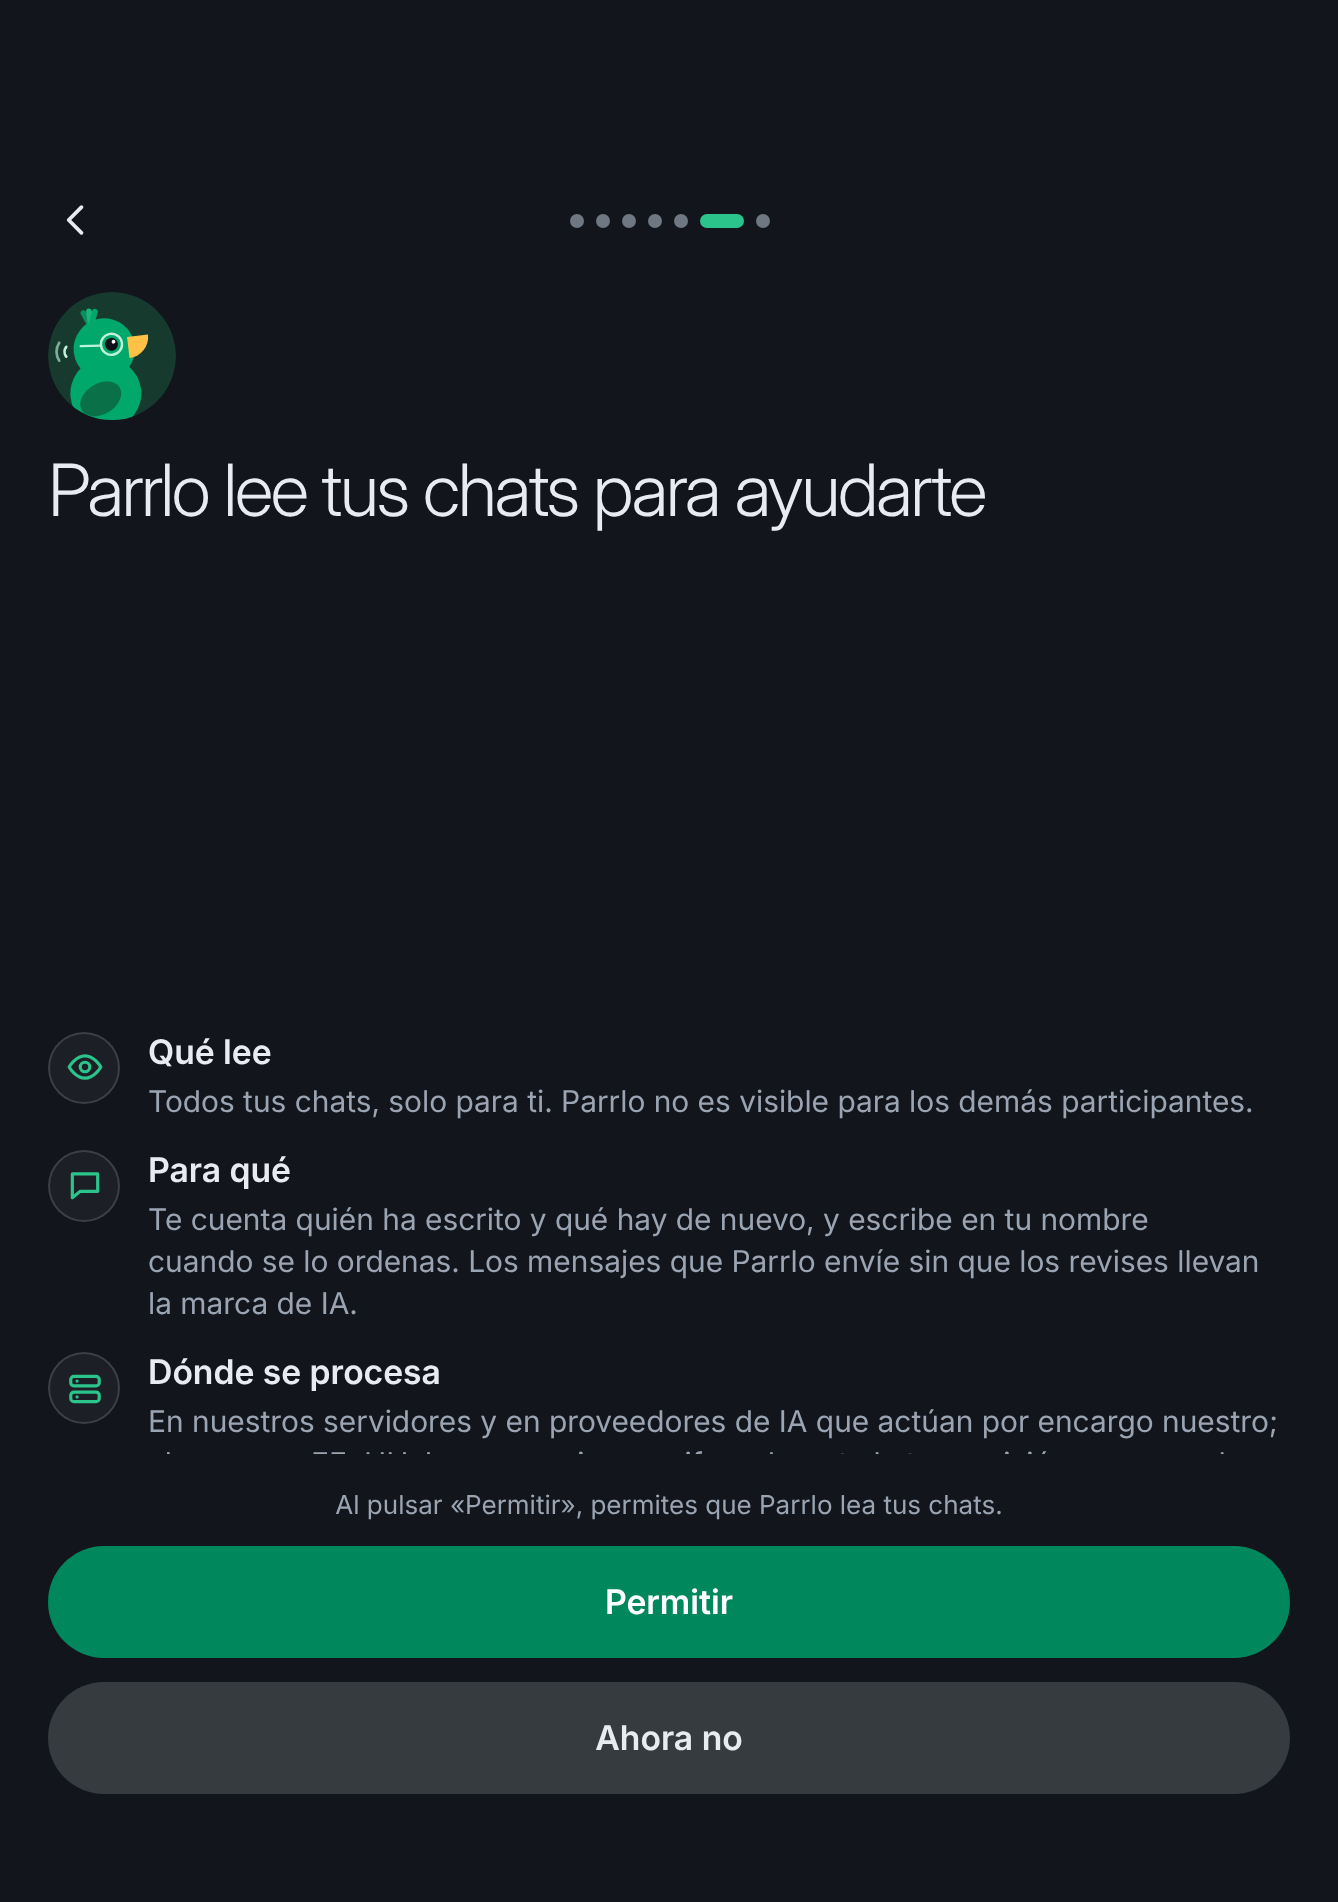 Parrlo lee tus chats para ayudarte
Qué lee
Todos tus chats, solo para ti. Parrlo no es visible para los demás participantes.
Para qué
Te cuenta quién ha escrito y qué hay de nuevo, y escribe en tu nombre
cuando se lo ordenas. Los mensajes que Parrlo envíe sin que los revises llevan
la marca de IA.
Dónde se procesa
En nuestros servidores y en proveedores de IA que actúan por encargo nuestro;
Al pulsar «Permitir», permites que Parrlo lea tus chats.
Permitir
Ahora no